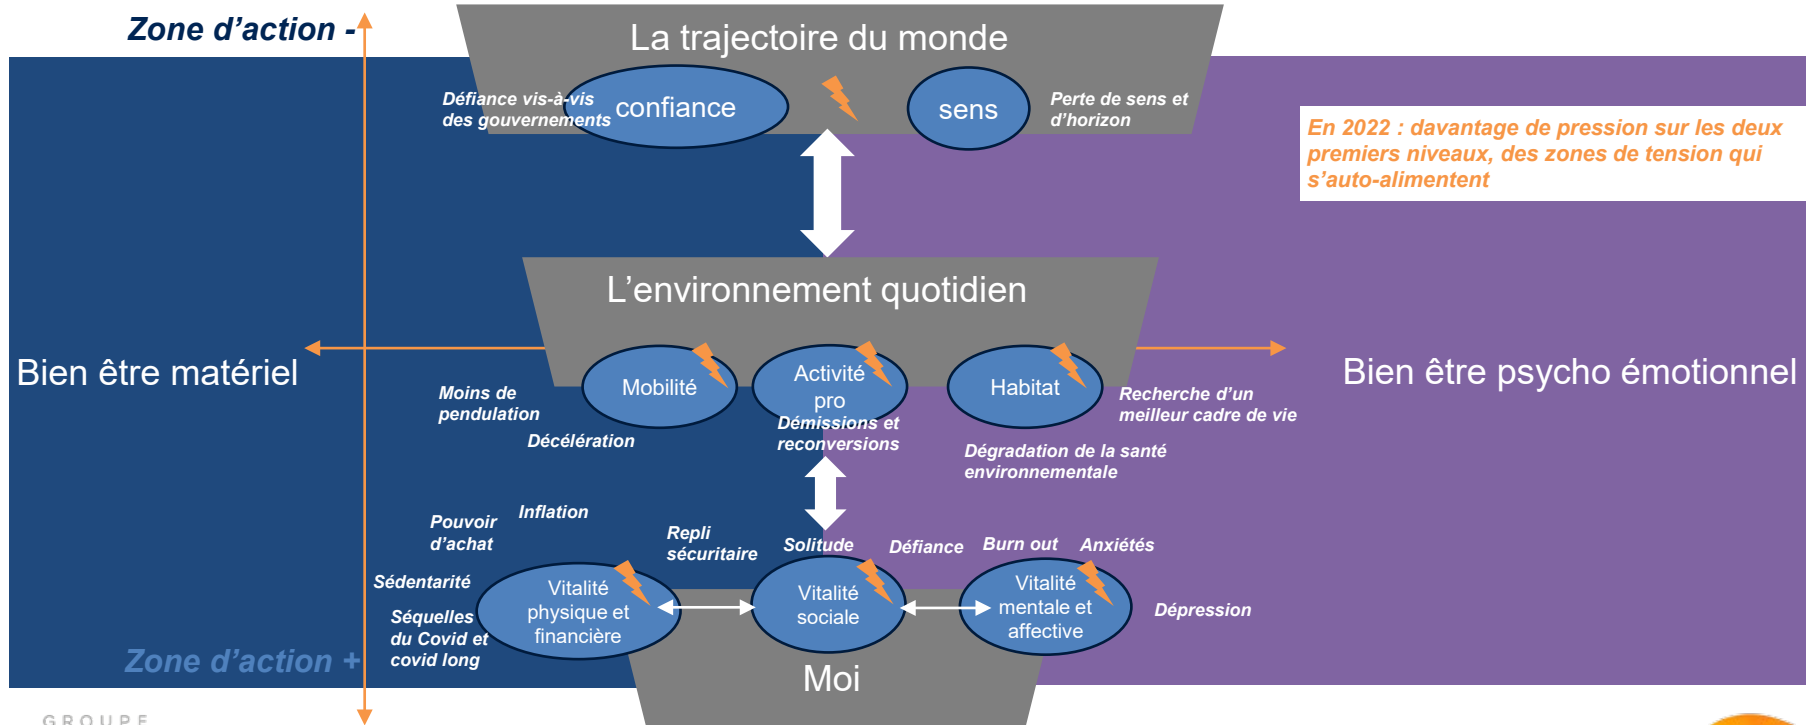 Zone d’action -
La trajectoire du monde
Défiance vis-à-vis
des gouvernements
confiance
sens
Perte de sens et
d’horizon
En 2022 : davantage de pression sur les deux
premiers niveaux, des zones de tension qui
s’auto-alimentent
L’environnement quotidien
Bien être matériel
Bien être psycho émotionnel
Mobilité
Activité
pro
Habitat
Moins de
pendulation
Décélération
Démissions et
reconversions
Recherche d’un
meilleur cadre de vie
Dégradation de la santé
environnementale
Inflation
Pouvoir
d’achat
Repli
sécuritaire
Solitude
Défiance
Burn out
Anxiétés
Sédentarité
Vitalité
physique et
financière
Vitalité
sociale
Vitalité
mentale et
affective
Dépression
Séquelles
du Covid et
covid long
Zone d’action +
Moi
GROUPE